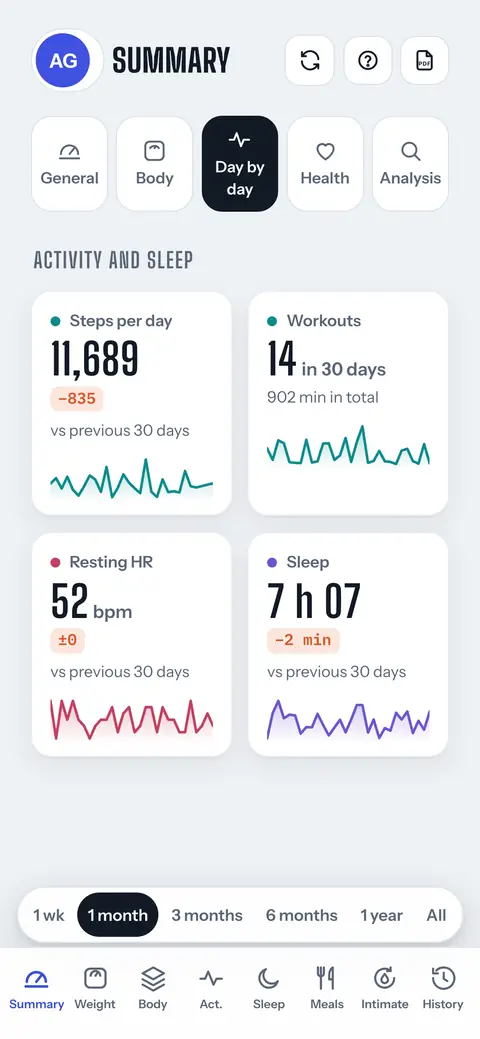 AG
SUMMARY
PDF
General
Body
Day by
day
Health
Analysis
ACTIVITY AND SLEEP
Steps per day
11,689
−835
vs previous 30 days
Workouts
14 in 30 days
902 min in total
Resting HR
52 bpm
±0
vs previous 30 days
Sleep
7 h 07
−2 min
vs previous 30 days
1 wk
1 month
3 months
6 months
1 year
All
Summary
Weight
Body
Act.
Sleep
Meals
Intimate
History